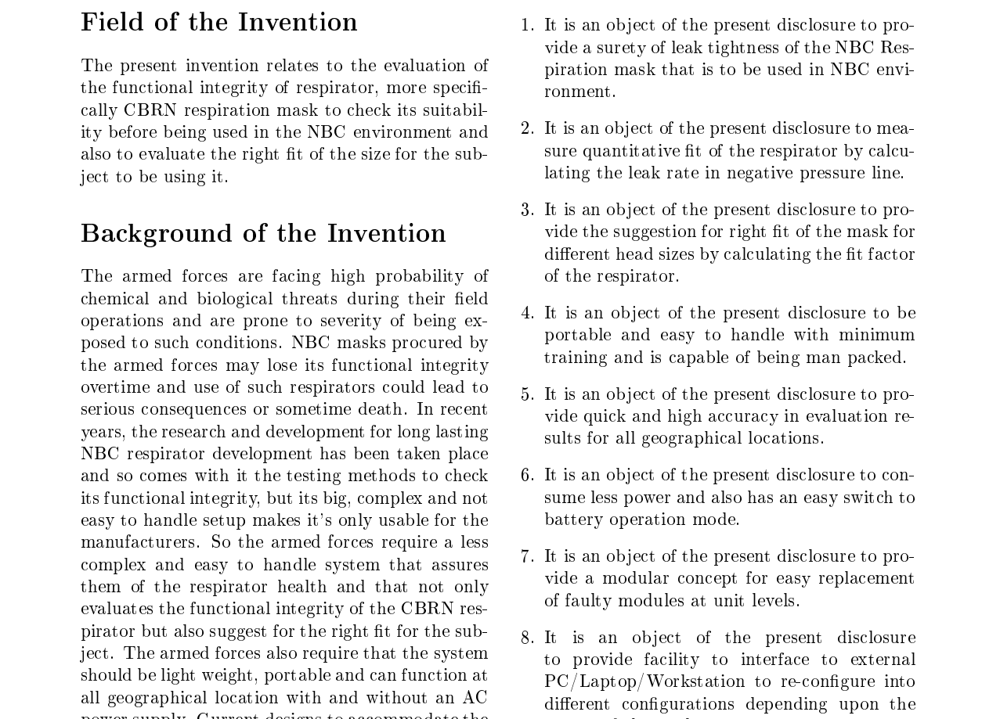 Field of the Invention
The present invention relates to the evaluation of
the functional integrity of respirator, more specifi-
cally CBRN respiration mask to check its suitabil-
ity before being used in the NBC environment and
also to evaluate the right fit of the size for the sub-
ject to be using it.
Background of the Invention
The armed forces are facing high probability of
chemical and biological threats during their field
operations and are prone to severity of being ex-
posed to such conditions. NBC masks procured by
the armed forces may lose its functional integrity
overtime and use of such respirators could lead to
serious consequences or sometime death. In recent
years, the research and development for long lasting
NBC respirator development has been taken place
and so comes with it the testing methods to check
its functional integrity, but its big, complex and not
easy to handle setup makes it's only usable for the
manufacturers. So the armed forces require a less
complex and easy to handle system that assures
them of the respirator health and that not only
evaluates the functional integrity of the CBRN res-
pirator but also suggest for the right fit for the sub-
ject. The armed forces also require that the system
should be light weight, portable and can function at
all geographical location with and without an AC
power supply. Current designs to accommodate the
1. It is an object of the present disclosure to pro-
vide a surety of leak tightness of the NBC Res-
piration mask that is to be used in NBC envi-
ronment.
2. It is an object of the present disclosure to mea-
sure quantitative fit of the respirator by calcu-
lating the leak rate in negative pressure line.
3. It is an object of the present disclosure to pro-
vide the suggestion for right fit of the mask for
different head sizes by calculating the fit factor
of the respirator.
4. It is an object of the present disclosure to be
portable and easy to handle with minimum
training and is capable of being man packed.
5. It is an object of the present disclosure to pro-
vide quick and high accuracy in evaluation re-
sults for all geographical locations.
6. It is an object of the present disclosure to con-
sume less power and also has an easy switch to
battery operation mode.
7. It is an object of the present disclosure to pro-
vide a modular concept for easy replacement
of faulty modules at unit levels.
8. It is an object of the present disclosure
to provide facility to interface to external
PC/Laptop/Workstation to re-configure into
different configurations depending upon the